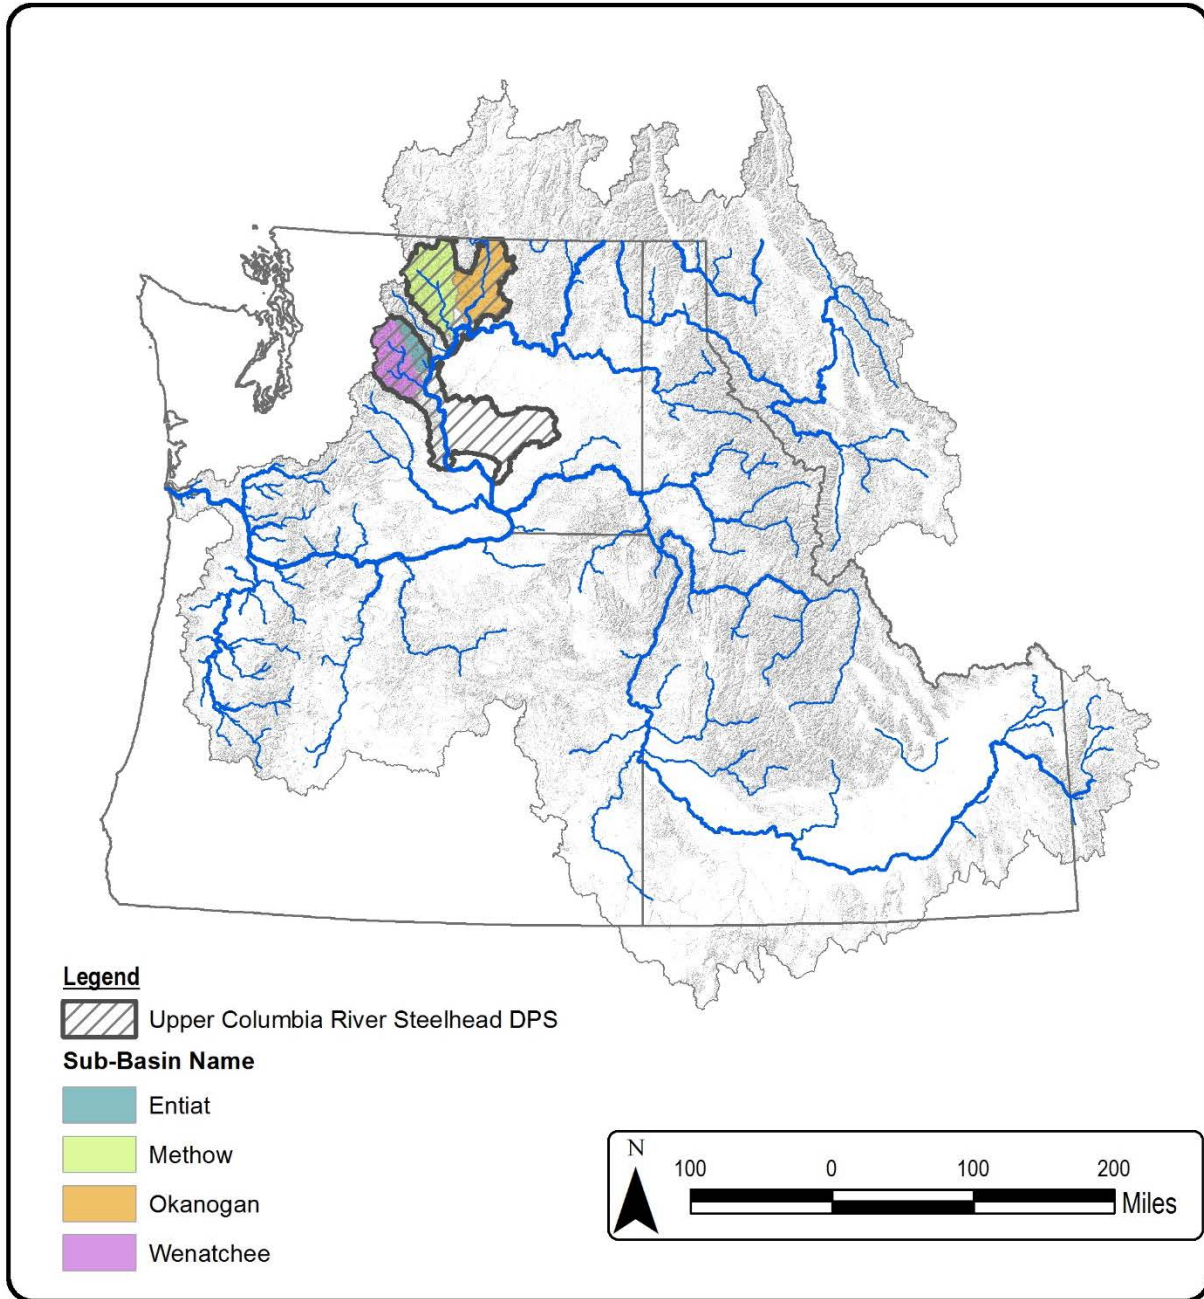 Legend
Upper Columbia River Steelhead DPS
Sub-Basin Name
Entiat
Methow
Okanogan
Wenatchee
N
100 0 100 200
Miles